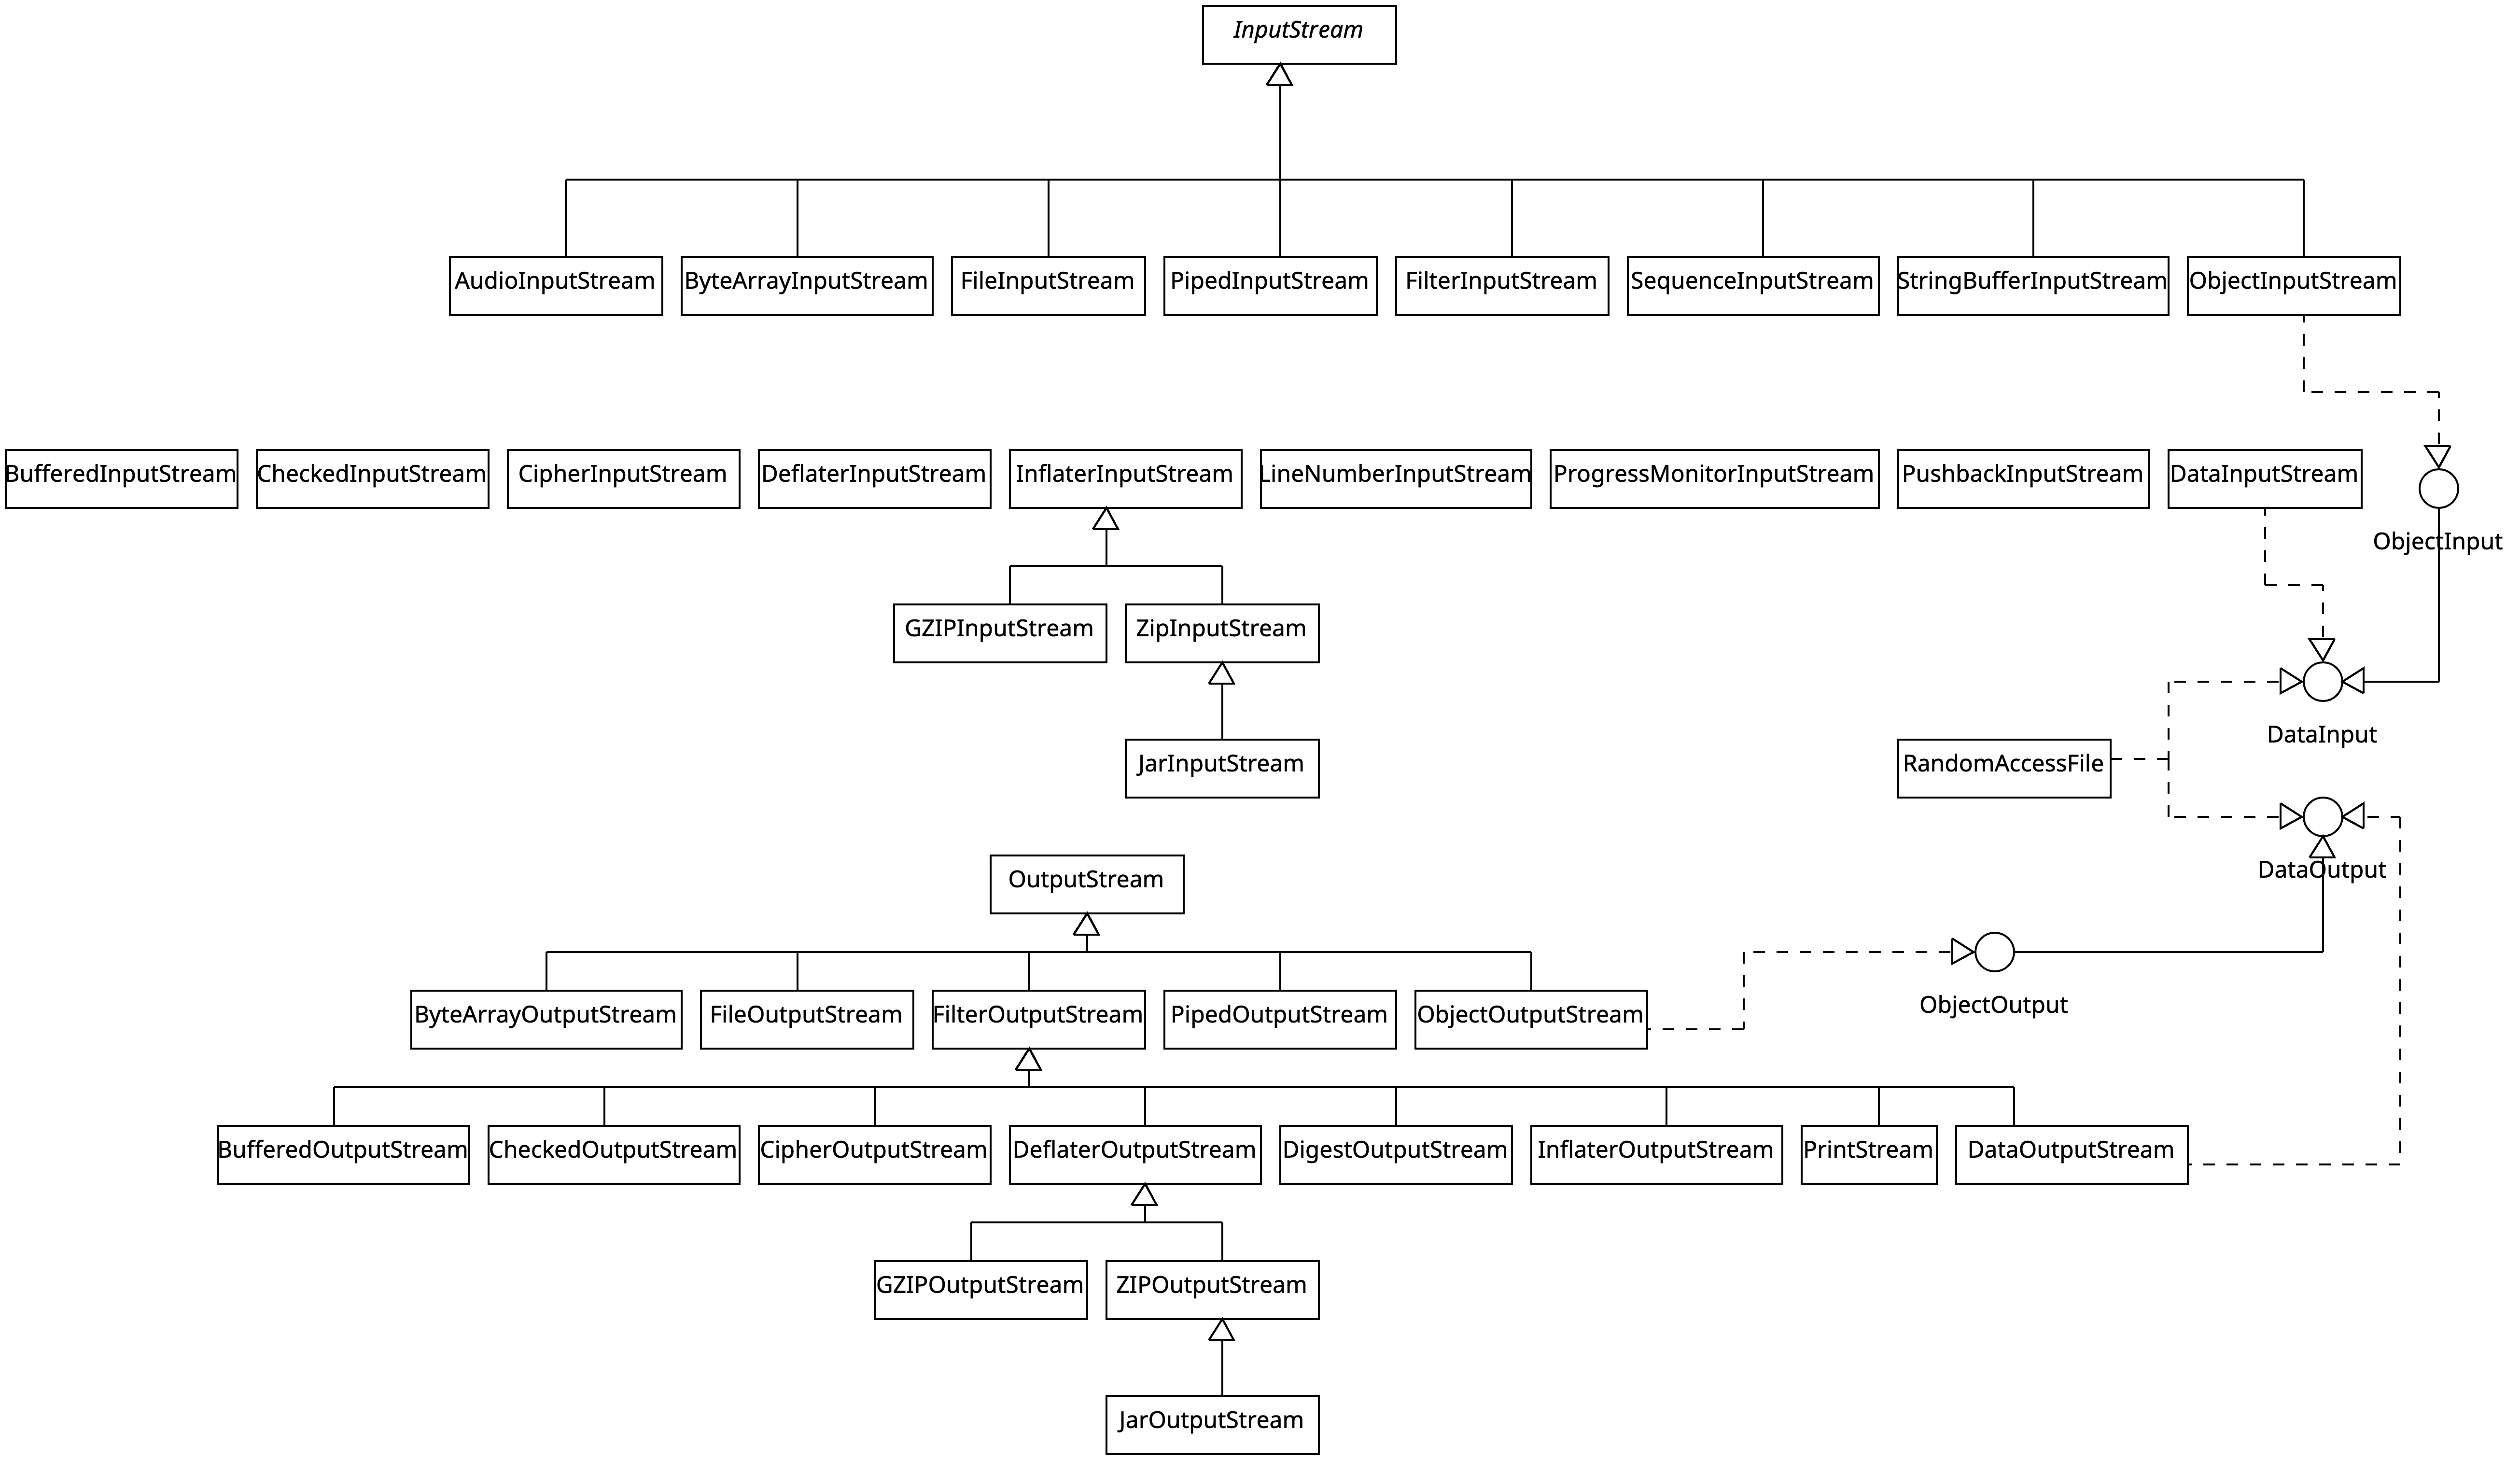 InputStream
AudioInputStream
ByteArrayInputStream
FileInputStream
PipedInputStream
FilterInputStream
SequenceInputStream
StringBufferInputStream
ObjectInputStream
BufferedInputStream
CheckedInputStream
CipherInputStream
DeflaterInputStream
InflaterInputStream
LineNumberInputStream
ProgressMonitorInputStream
PushbackInputStream
DataInputStream
ObjectInput
GZIPInputStream
ZipInputStream
DataInput
JarInputStream
RandomAccessFile
OutputStream
DataOutput
ByteArrayOutputStream
FileOutputStream
FilterOutputStream
PipedOutputStream
ObjectOutputStream
ObjectOutput
BufferedOutputStream
CheckedOutputStream
CipherOutputStream
DeflaterOutputStream
DigestOutputStream
InflaterOutputStream
PrintStream
DataOutputStream
GZIPOutputStream
ZIPOutputStream
JarOutputStream